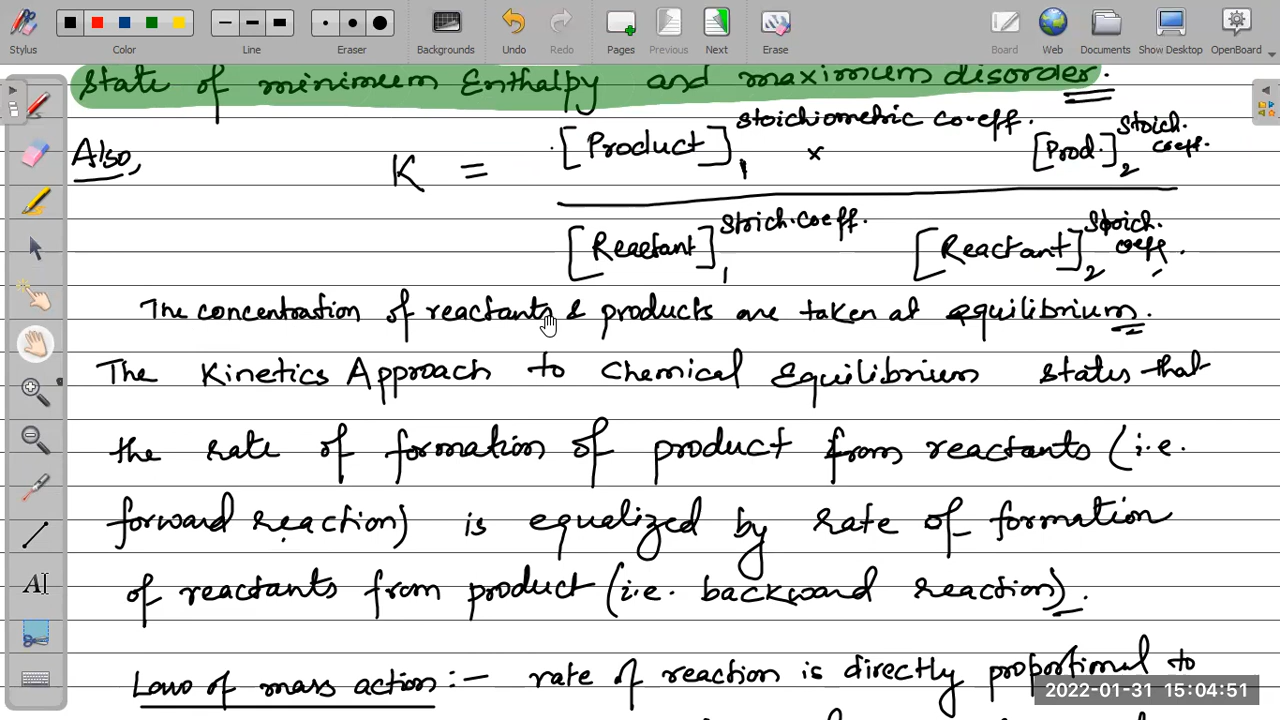 Stylus Color Line Eraser Backgrounds Undo Redo Pages Previous Next Erase Board Web Documents Show Desktop OpenBoard
State of minimum Enthalpy and maximum disorder.
Also, K = [Product]₁ stoichiometric co-eff. × [Prod.]₂ Stoich. coeff.
[Reactant]₁ Stoich. coeff. [Reactant]₂ Stoich. coeff.
The concentration of reactants & products are taken at equilibrium.
The Kinetics Approach to Chemical Equilibrium states that
the rate of formation of product from reactants (i.e.
forward reaction) is equalized by rate of formation
of reactants from product (i.e. backward reaction).
Law of mass action :- rate of reaction is directly proportional to
2022-01-31 15:04:51